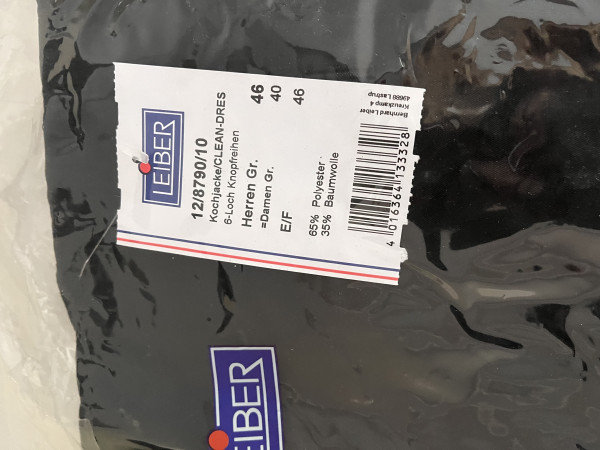 LEIBER
12/8790/10
Kochjacke/CLEAN-DRES
6-Loch Knopfreihen
Herren Gr. 46
=Damen Gr. 40
E/F 46
65% Polyester
35% Baumwolle
4 016364 133328
Bernhard Leiber
Kreuzkamp 4
49688 Lastrup
LEIBER